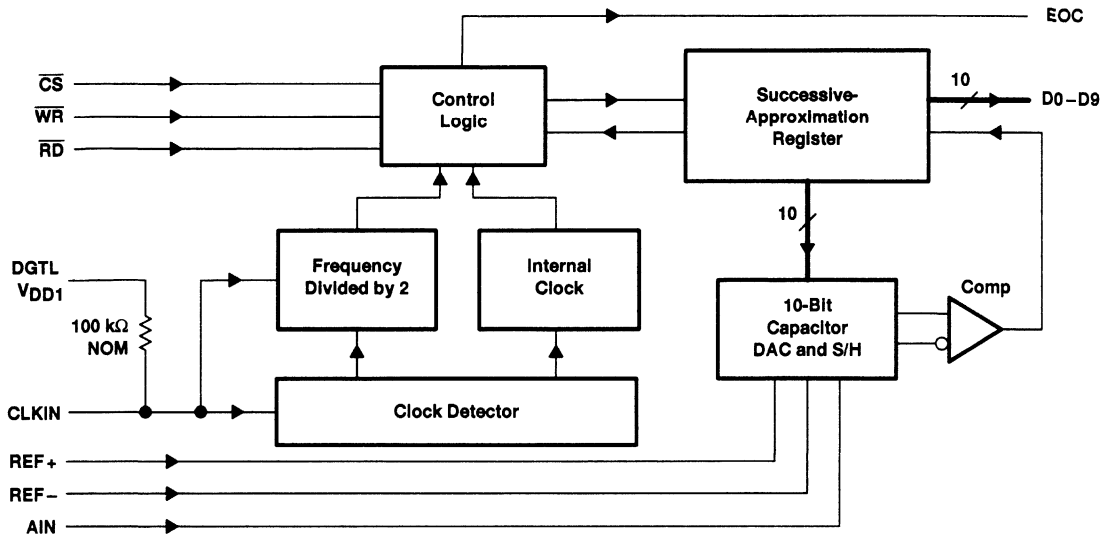 EOC
CS
WR
RD
Control
Logic
Successive-
Approximation
Register
10
D0–D9
10
DGTL
VDD1
100 kΩ
NOM
Frequency
Divided by 2
Internal
Clock
10-Bit
Capacitor
DAC and S/H
Comp
CLKIN
Clock Detector
REF+
REF–
AIN